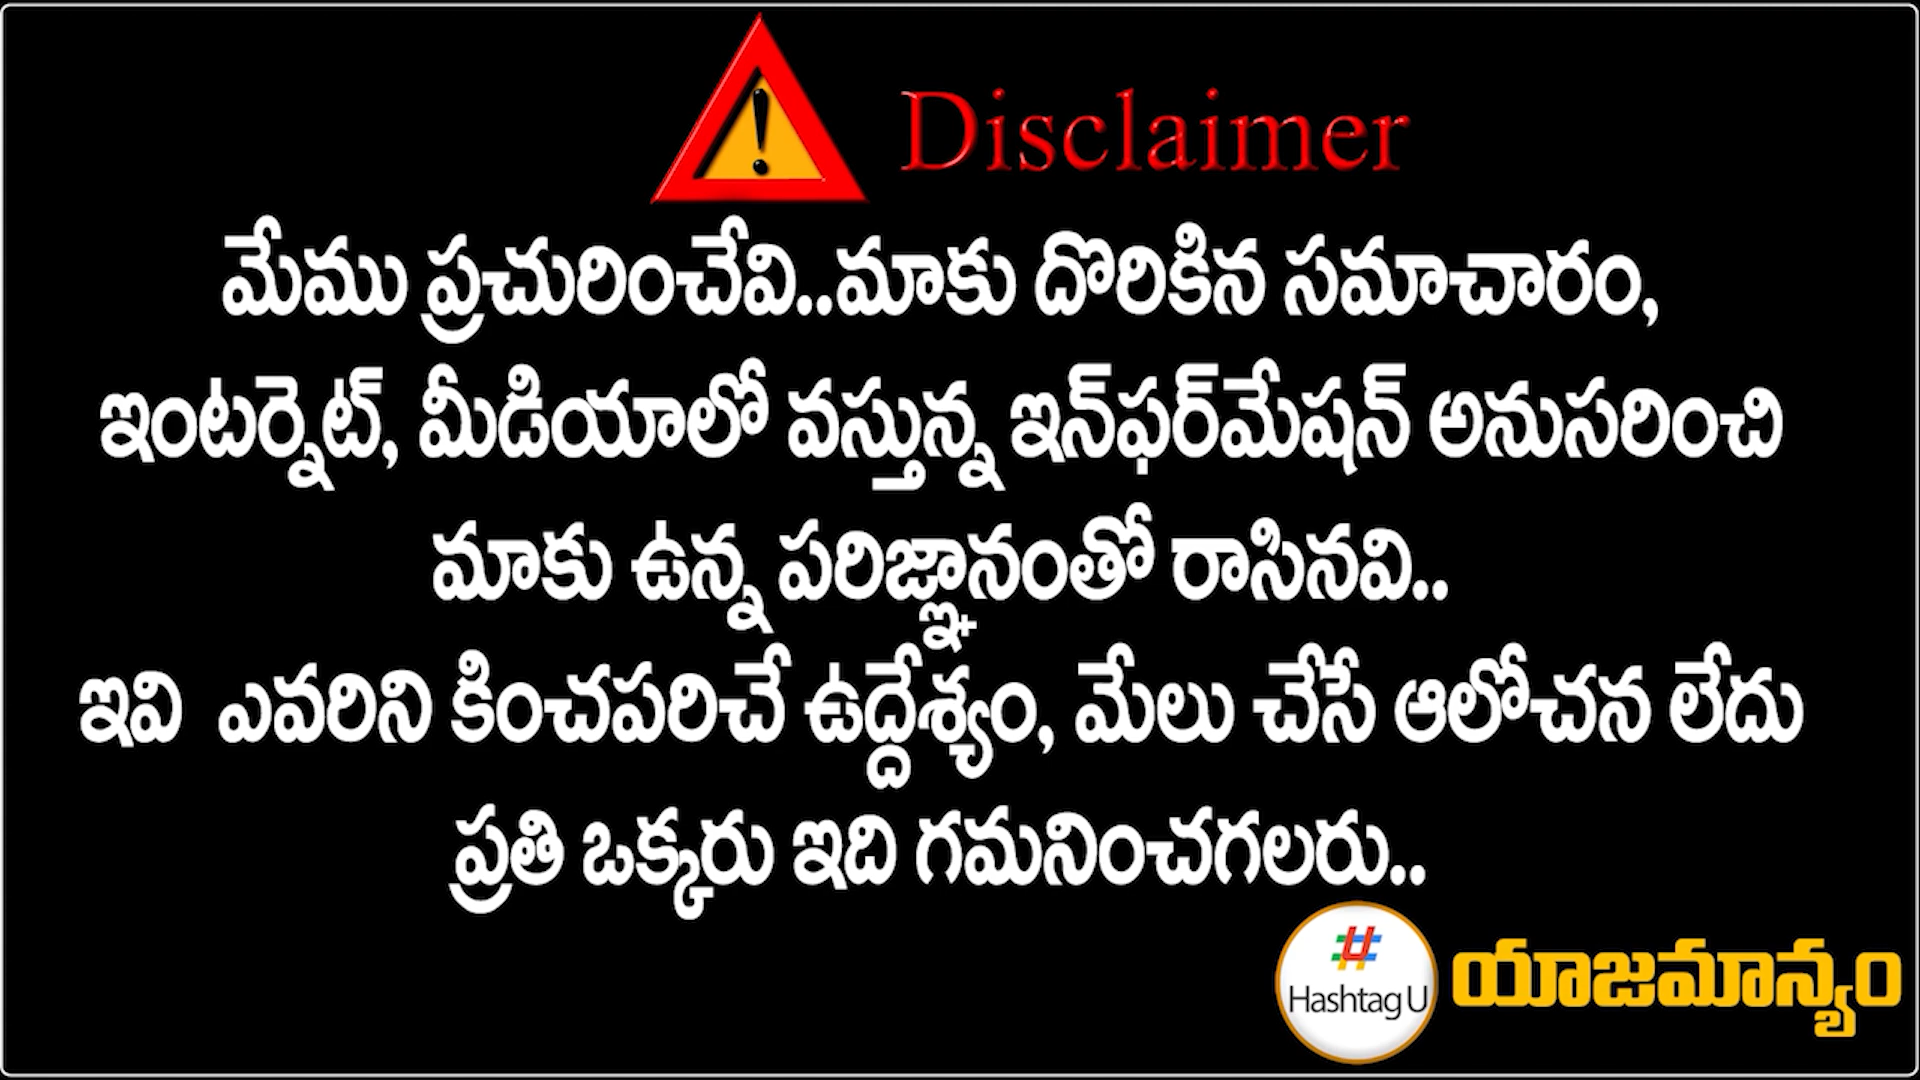 Disclaimer
మేము ప్రచురించేవి..మాకు దొరికిన సమాచారం,
ఇంటర్నెట్, మీడియాలో వస్తున్న ఇన్‌ఫర్‌మేషన్ అనుసరించి
మాకు ఉన్న పరిజ్ఞానంతో రాసినవి..
ఇవి ఎవరిని కించపరిచే ఉద్దేశ్యం, మేలు చేసే ఆలోచన లేదు
ప్రతి ఒక్కరు ఇది గమనించగలరు..
Hashtag U యాజమాన్యం